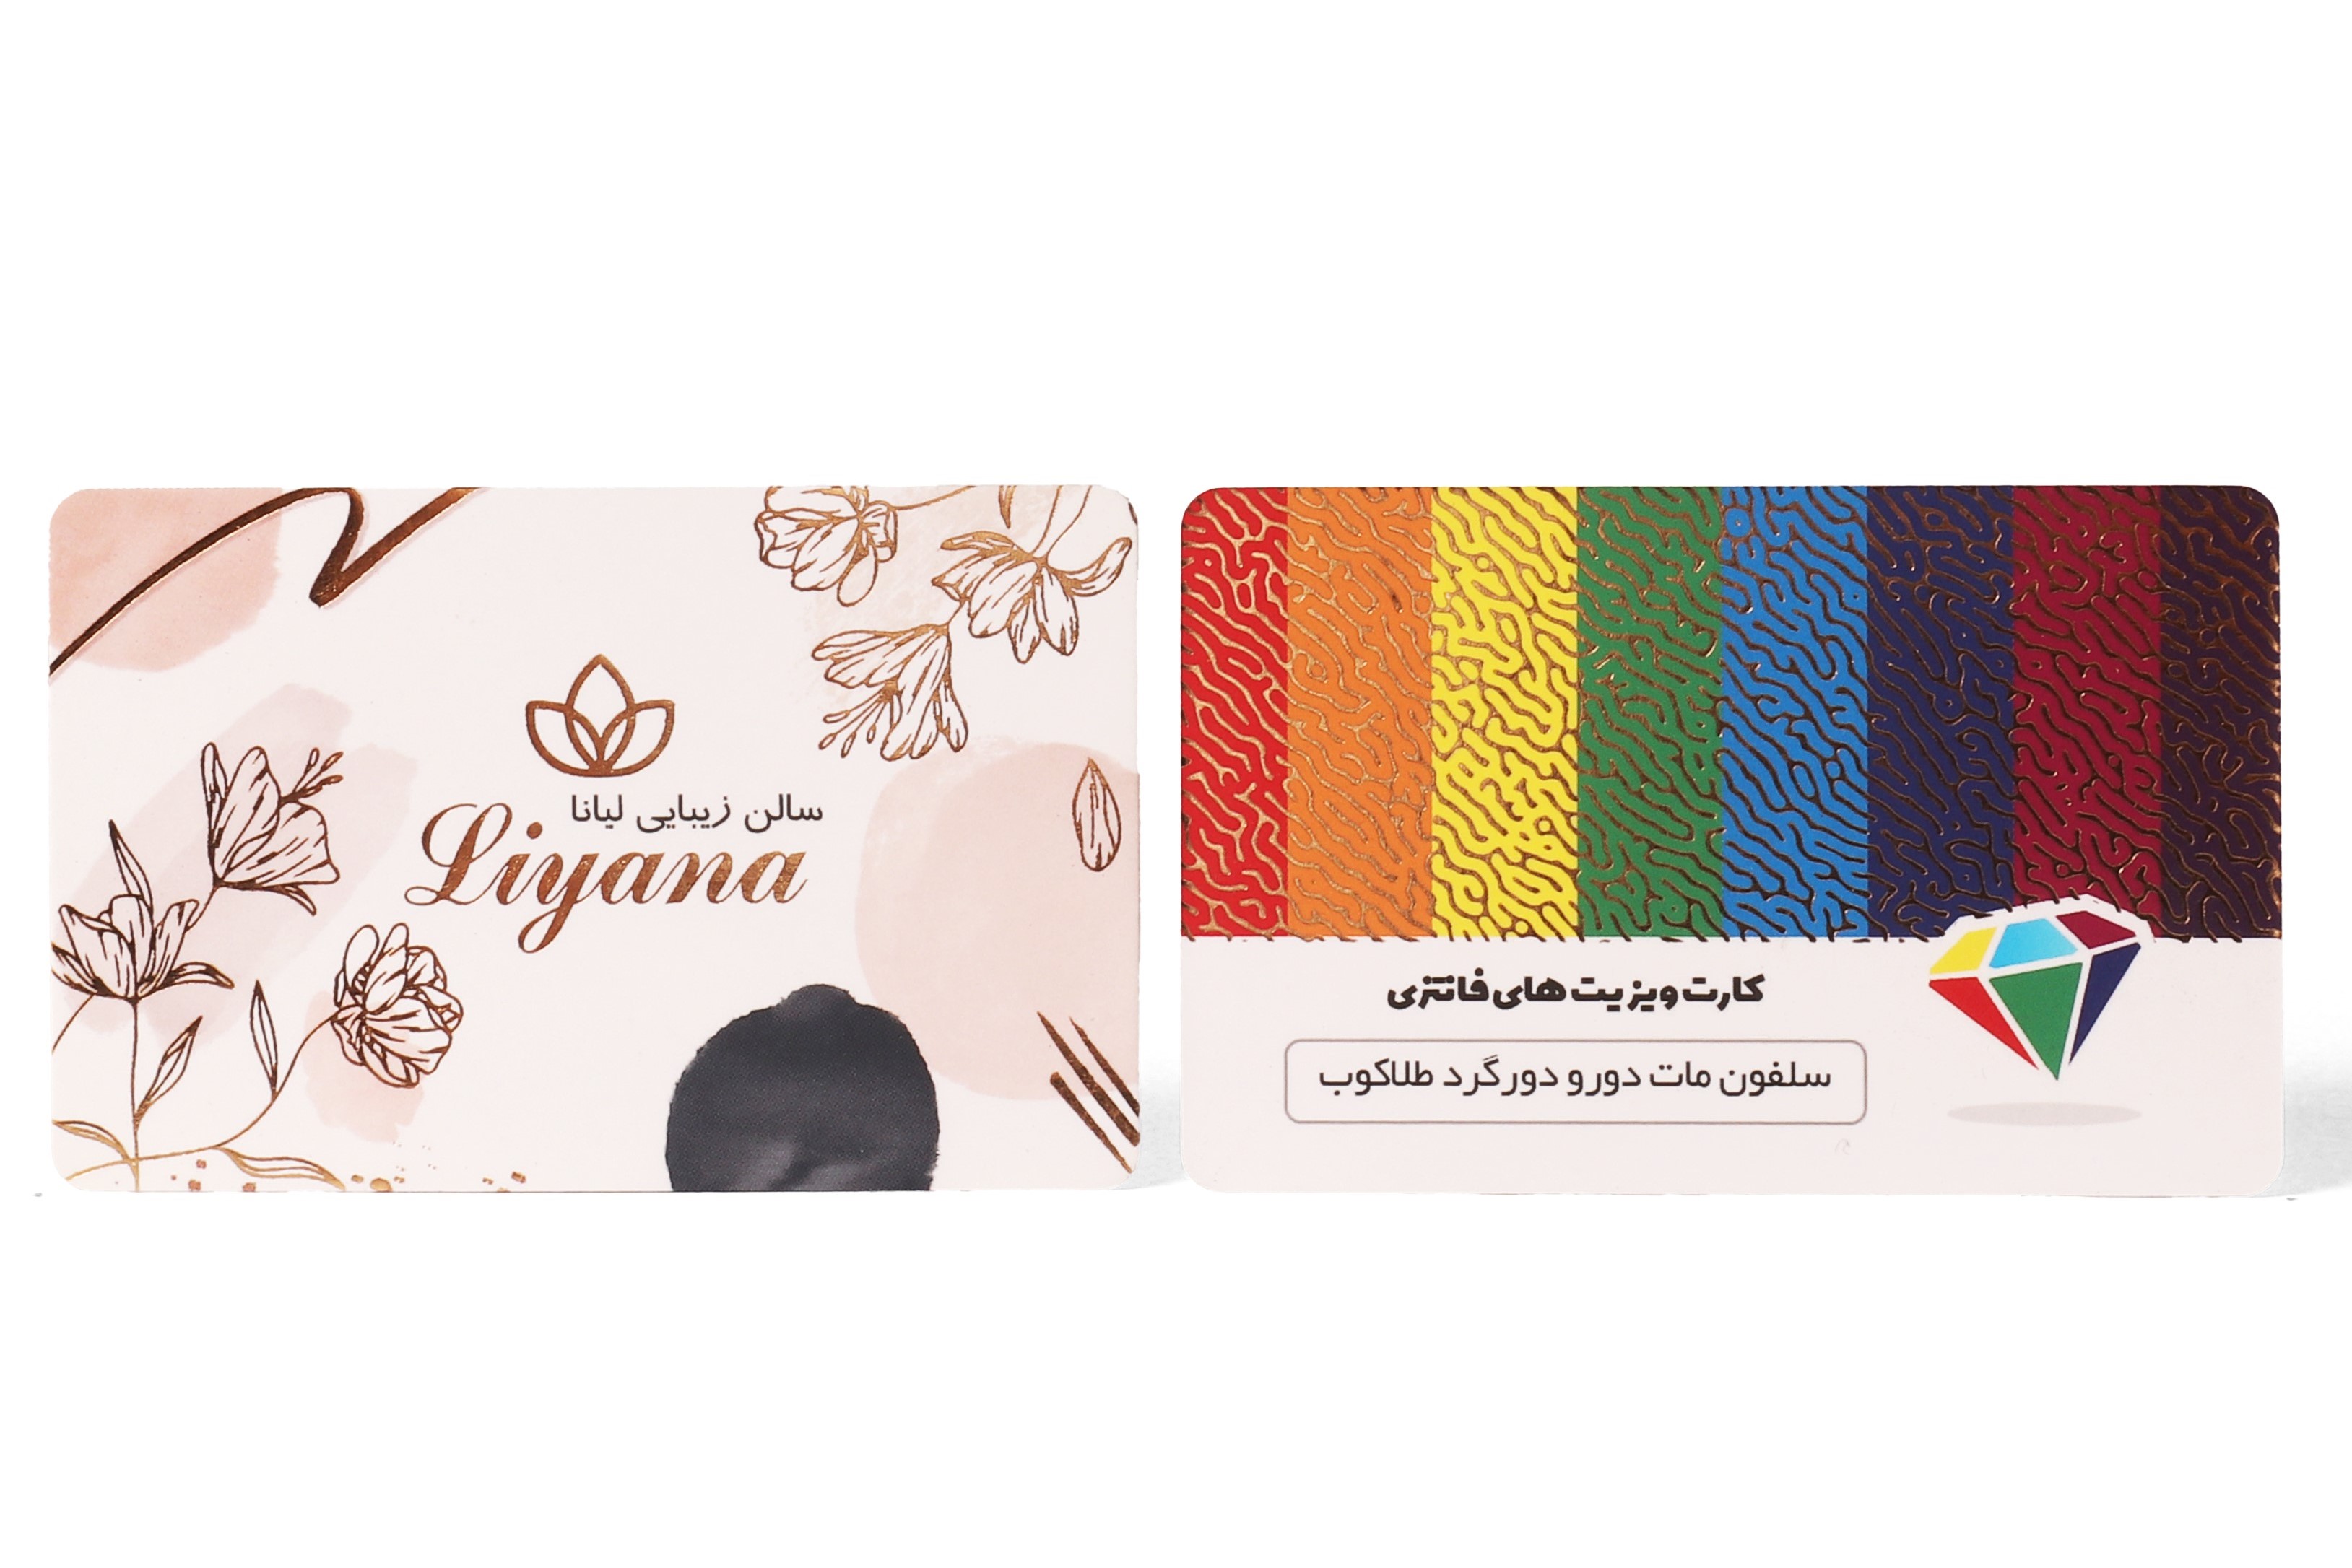 سالن زیبایی لیانا
Liyana
کارت ویزیت های فانتزی
سلفون مات دورو دورگرد طلاکوب